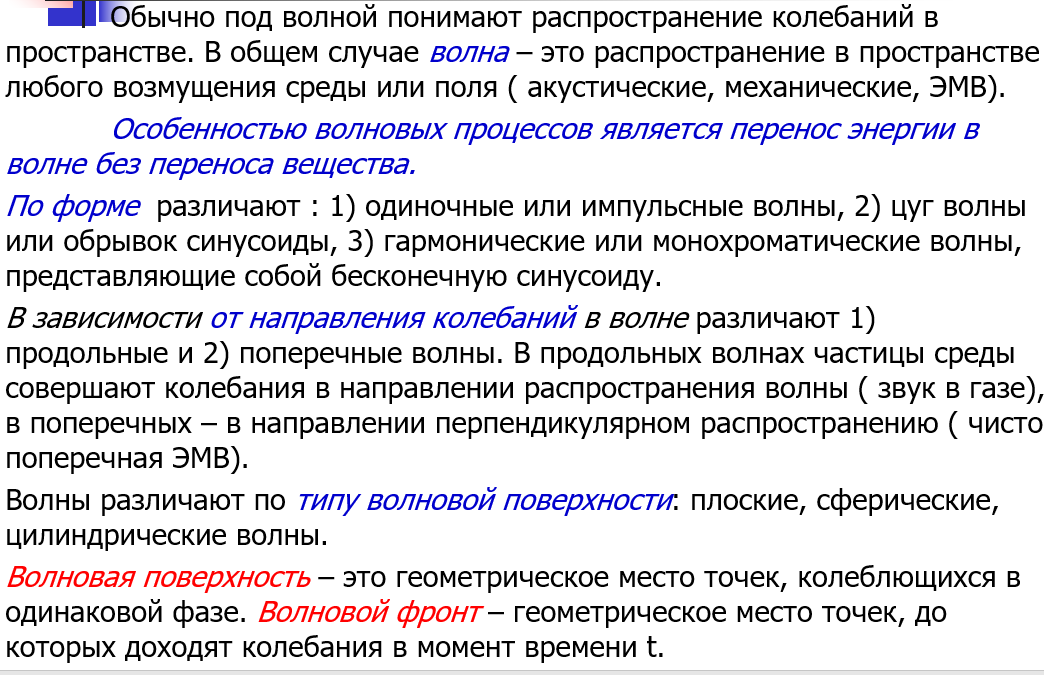 Обычно под волной понимают распространение колебаний в
пространстве. В общем случае волна – это распространение в пространстве
любого возмущения среды или поля ( акустические, механические, ЭМВ).
Особенностью волновых процессов является перенос энергии в
волне без переноса вещества.
По форме различают : 1) одиночные или импульсные волны, 2) цуг волны
или обрывок синусоиды, 3) гармонические или монохроматические волны,
представляющие собой бесконечную синусоиду.
В зависимости от направления колебаний в волне различают 1)
продольные и 2) поперечные волны. В продольных волнах частицы среды
совершают колебания в направлении распространения волны ( звук в газе),
в поперечных – в направлении перпендикулярном распространению ( чисто
поперечная ЭМВ).
Волны различают по типу волновой поверхности: плоские, сферические,
цилиндрические волны.
Волновая поверхность – это геометрическое место точек, колеблющихся в
одинаковой фазе. Волновой фронт – геометрическое место точек, до
которых доходят колебания в момент времени t.